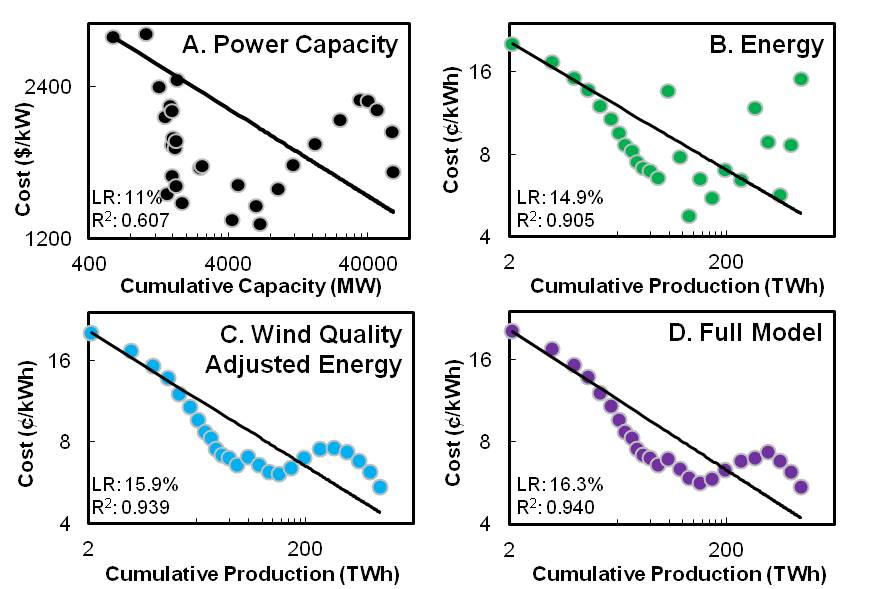 A. Power Capacity
2400
1200
Cost ($/kW)
LR: 11%
R²: 0.607
400
4000
40000
Cumulative Capacity (MW)
B. Energy
16
8
4
Cost (¢/kWh)
LR: 14.9%
R²: 0.905
2
200
Cumulative Production (TWh)
C. Wind Quality
Adjusted Energy
16
8
4
Cost (¢/kWh)
LR: 15.9%
R²: 0.939
2
200
Cumulative Production (TWh)
D. Full Model
16
8
4
Cost (¢/kWh)
LR: 16.3%
R²: 0.940
2
200
Cumulative Production (TWh)